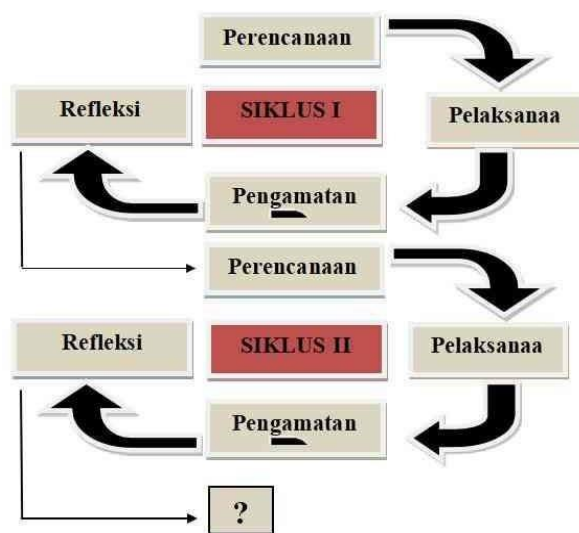 Perencanaan
Refleksi
SIKLUS I
Pelaksanaa
Pengamatan
Perencanaan
Refleksi
SIKLUS II
Pelaksanaa
Pengamatan
?